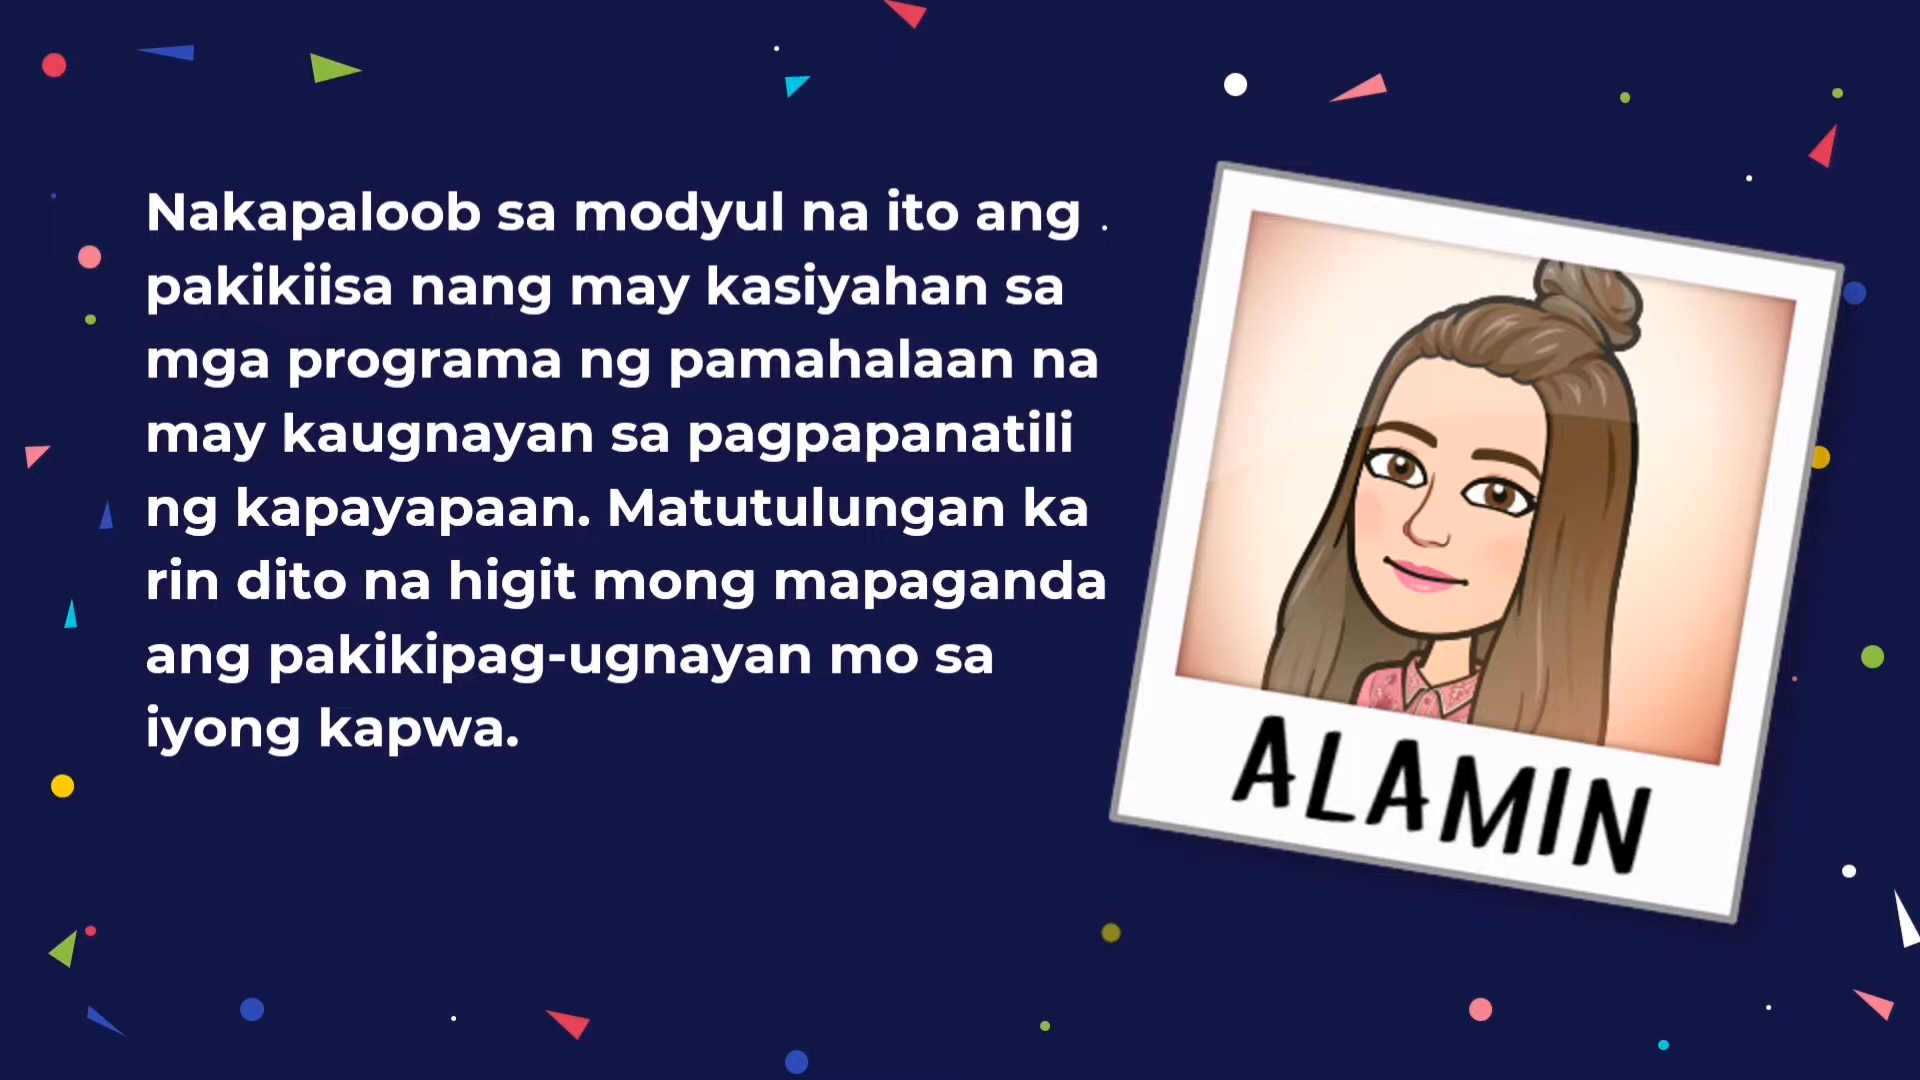 Nakapaloob sa modyul na ito ang
pakikiisa nang may kasiyahan sa
mga programa ng pamahalaan na
may kaugnayan sa pagpapanatili
ng kapayapaan. Matutulungan ka
rin dito na higit mong mapaganda
ang pakikipag-ugnayan mo sa
iyong kapwa.
ALAMIN